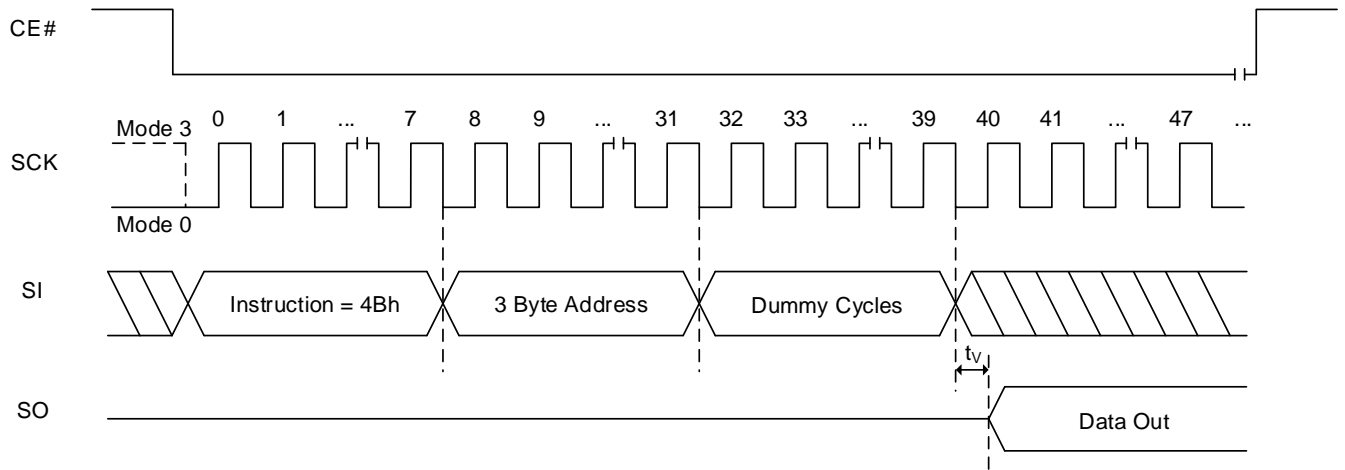 CE#
Mode 3 0 1 ... 7 8 9 ... 31 32 33 ... 39 40 41 ... 47 ...
SCK
Mode 0
SI Instruction = 4Bh 3 Byte Address Dummy Cycles
tV
SO Data Out